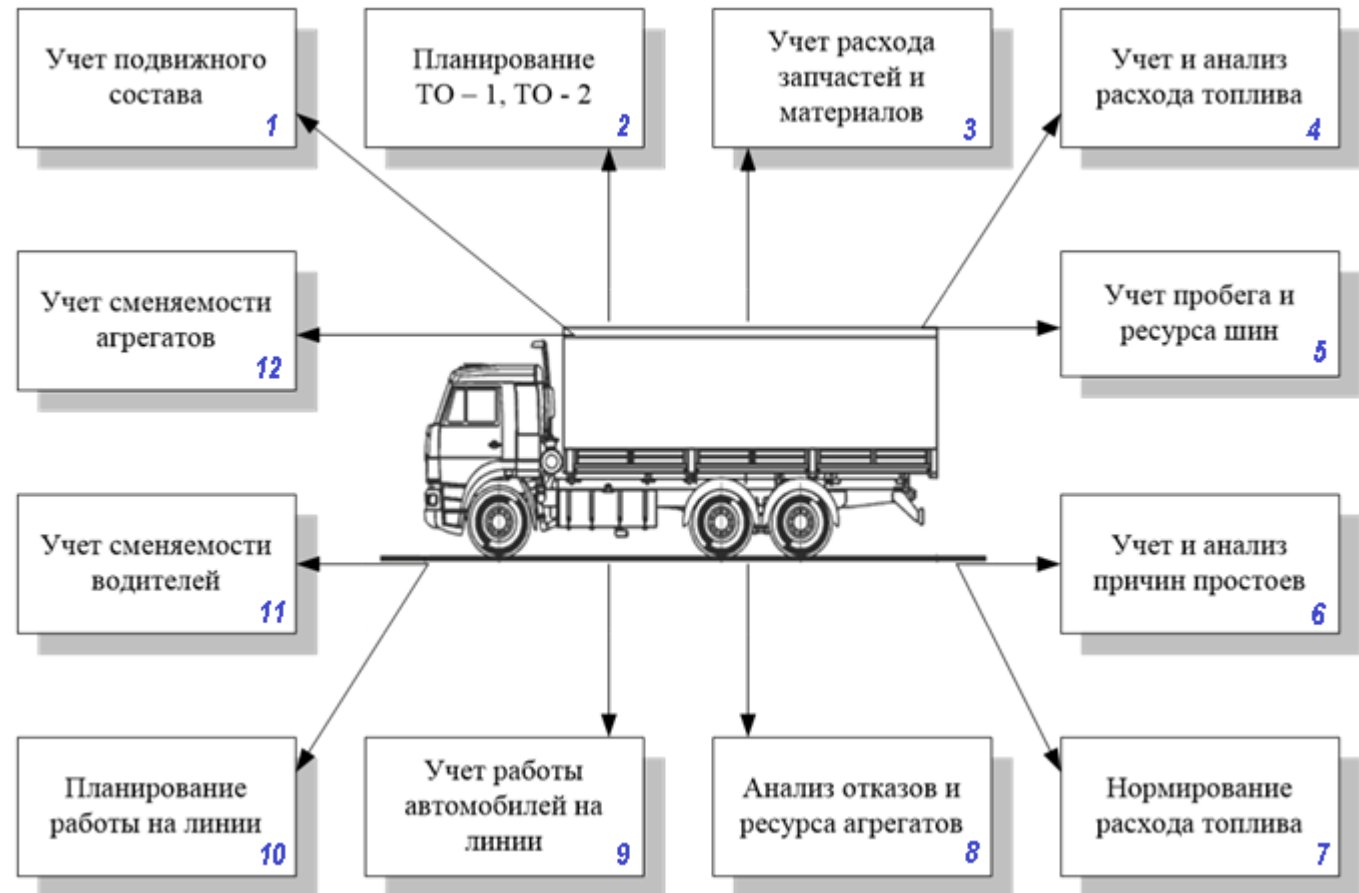 Учет подвижного
состава
1
Планирование
ТО – 1, ТО - 2
2
Учет расхода
запчастей и
материалов
3
Учет и анализ
расхода топлива
4
Учет сменяемости
агрегатов
12
Учет пробега и
ресурса шин
5
Учет сменяемости
водителей
11
Учет и анализ
причин простоев
6
Планирование
работы на линии
10
Учет работы
автомобилей на
линии
9
Анализ отказов и
ресурса агрегатов
8
Нормирование
расхода топлива
7